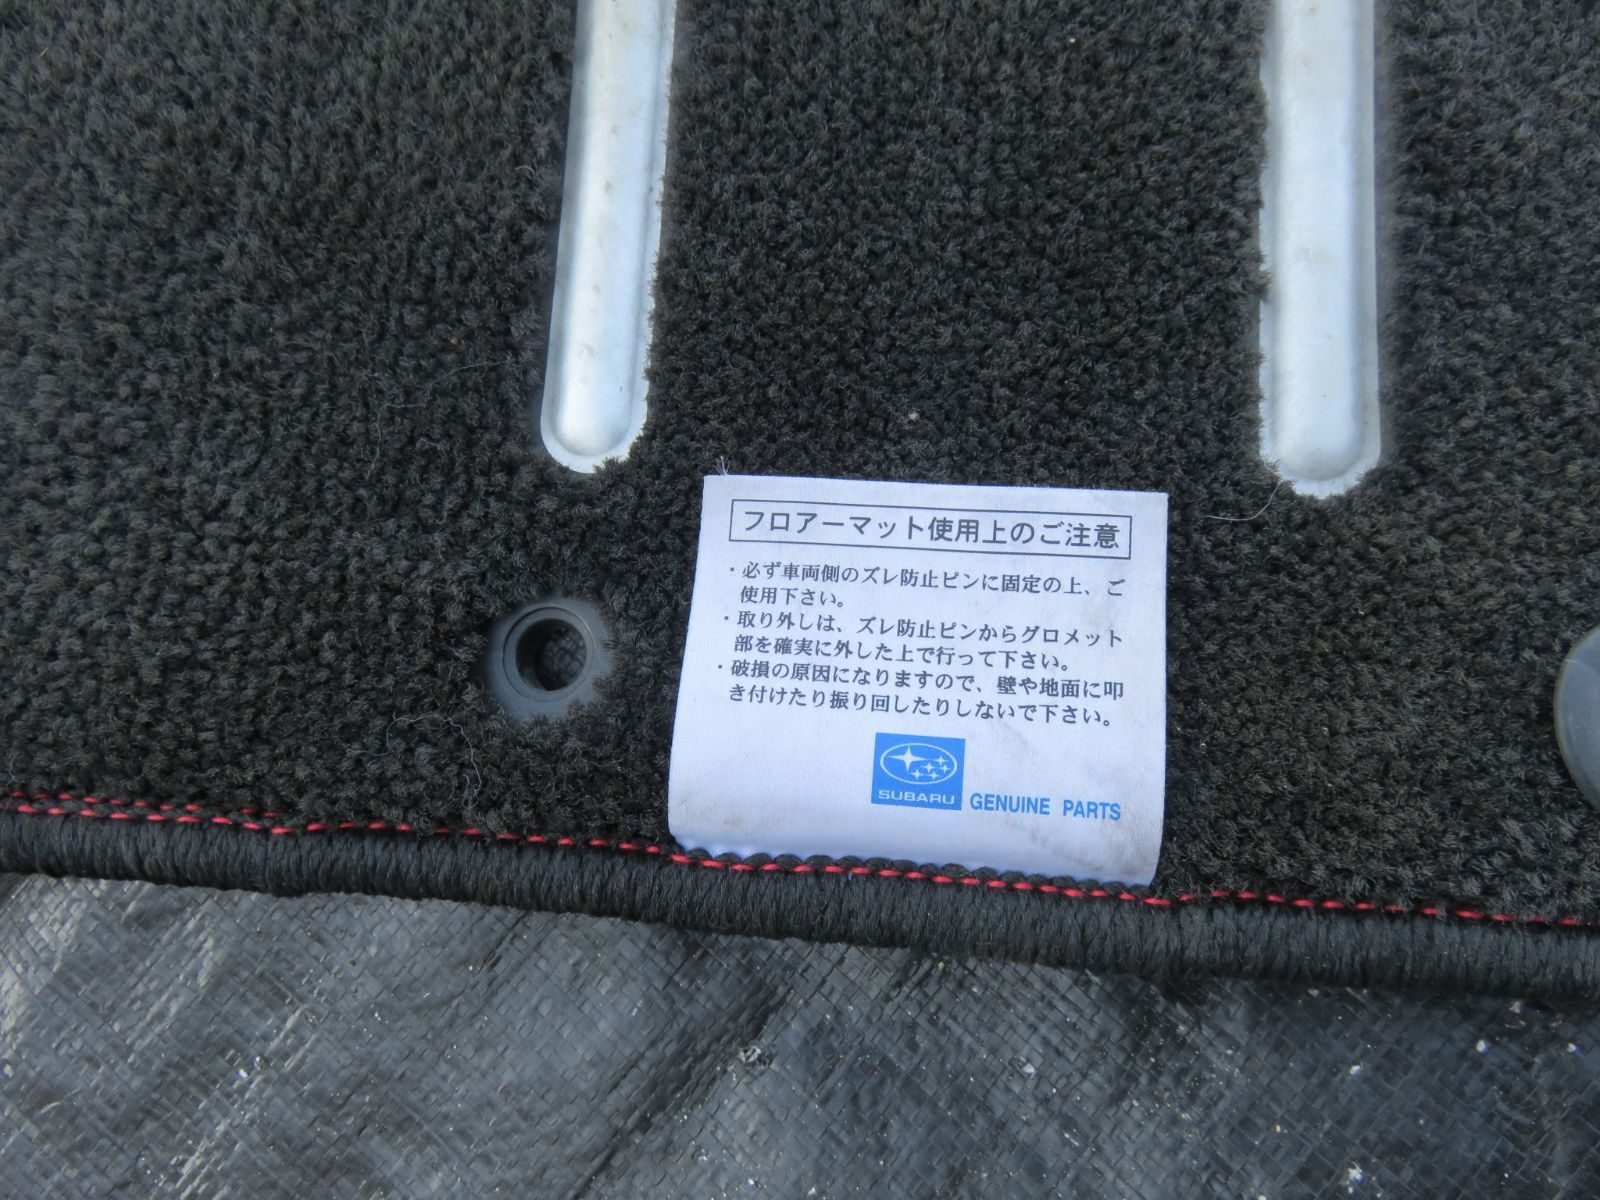 フロアーマット使用上のご注意
・必ず車両側のズレ防止ピンに固定の上、ご
使用下さい。
・取り外しは、ズレ防止ピンからグロメット
部を確実に外した上で行って下さい。
・破損の原因になりますので、壁や地面に叩
き付けたり振り回したりしないで下さい。
SUBARU GENUINE PARTS